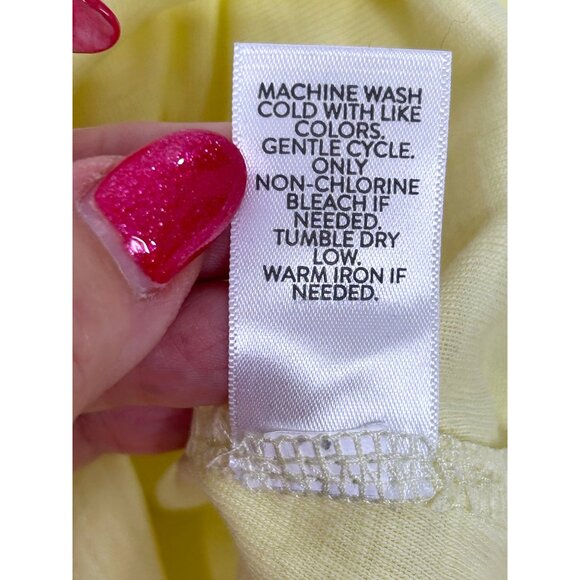 MACHINE WASH
COLD WITH LIKE
COLORS.
GENTLE CYCLE.
ONLY
NON-CHLORINE
BLEACH IF
NEEDED.
TUMBLE DRY
LOW.
WARM IRON IF
NEEDED.